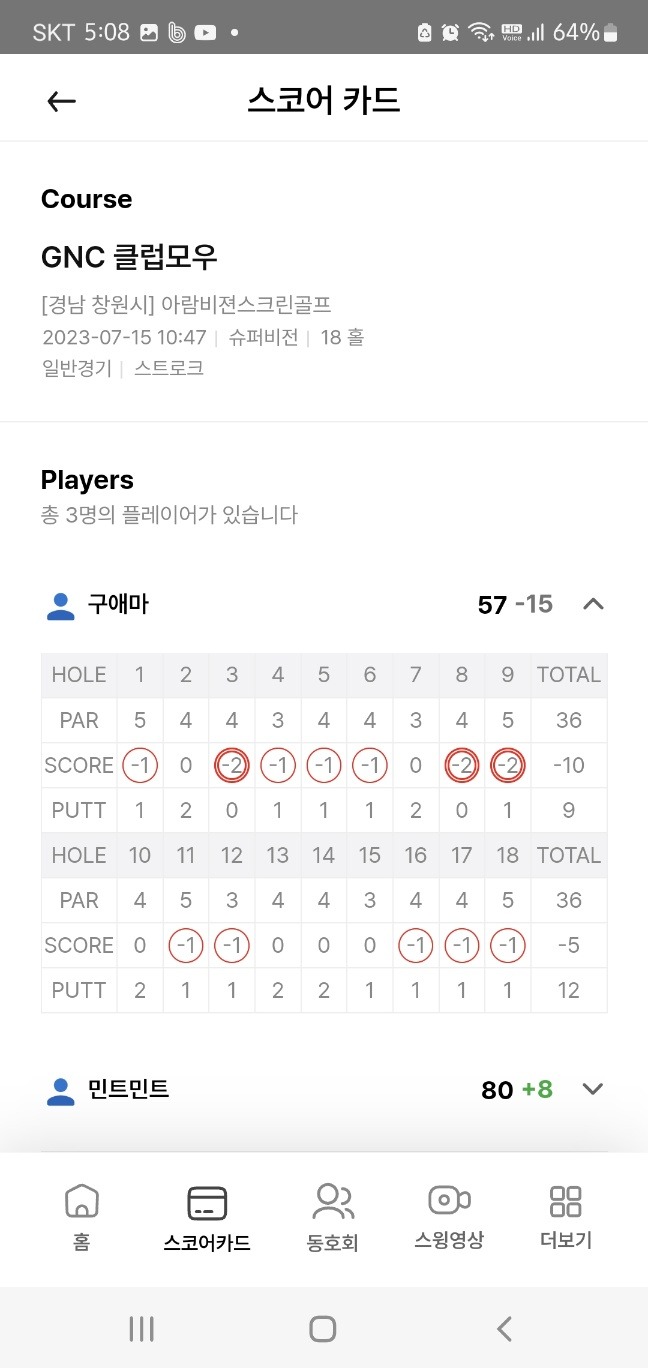 SKT 5:08 HD Voice 64%
스코어 카드
Course
GNC 클럽모우
[경남 창원시] 아람비젼스크린골프
2023-07-15 10:47 | 슈퍼비전 | 18 홀
일반경기 | 스트로크
Players
총 3명의 플레이어가 있습니다
구애마 57 -15
HOLE 1 2 3 4 5 6 7 8 9 TOTAL
PAR 5 4 4 3 4 4 3 4 5 36
SCORE -1 0 -2 -1 -1 -1 0 -2 -2 -10
PUTT 1 2 0 1 1 1 2 0 1 9
HOLE 10 11 12 13 14 15 16 17 18 TOTAL
PAR 4 5 3 4 4 3 4 4 5 36
SCORE 0 -1 -1 0 0 0 -1 -1 -1 -5
PUTT 2 1 1 2 2 1 1 1 1 12
민트민트 80 +8
홈 스코어카드 동호회 스윙영상 더보기